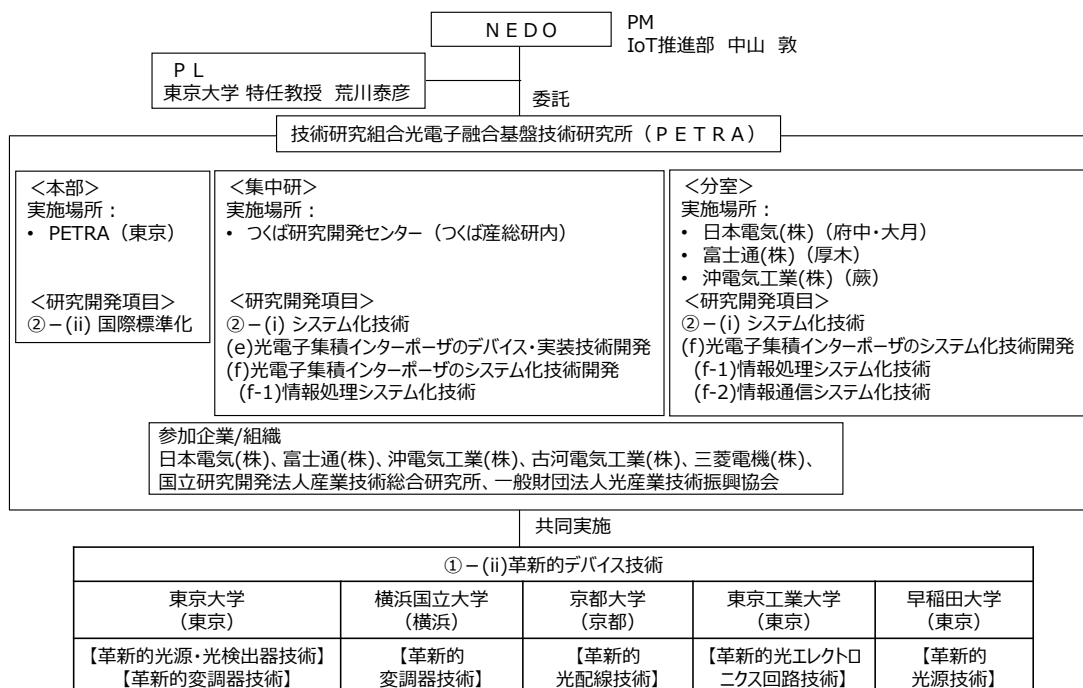 ＮＥＤＯ
PM
IoT推進部 中山 敦
ＰＬ
東京大学 特任教授 荒川泰彦
委託
技術研究組合光電子融合基盤技術研究所（ＰＥＴＲＡ）
＜本部＞
実施場所：
• PETRA（東京）
＜研究開発項目＞
②－(ii) 国際標準化
＜集中研＞
実施場所：
• つくば研究開発センター（つくば産総研内）
＜研究開発項目＞
②－(i) システム化技術
(e)光電子集積インターポーザのデバイス・実装技術開発
(f)光電子集積インターポーザのシステム化技術開発
(f-1)情報処理システム化技術
＜分室＞
実施場所：
• 日本電気(株)（府中・大月）
• 富士通(株)（厚木）
• 沖電気工業(株)（蕨）
＜研究開発項目＞
②－(i) システム化技術
(f)光電子集積インターポーザのシステム化技術開発
(f-1)情報処理システム化技術
(f-2)情報通信システム化技術
参加企業/組織
日本電気(株)、富士通(株)、沖電気工業(株)、古河電気工業(株)、三菱電機(株)、
国立研究開発法人産業技術総合研究所、一般財団法人光産業技術振興協会
共同実施
①－(ii)革新的デバイス技術
東京大学
（東京）
横浜国立大学
（横浜）
京都大学
（京都）
東京工業大学
（東京）
早稲田大学
（東京）
【革新的光源・光検出器技術】
【革新的変調器技術】
【革新的
変調器技術】
【革新的
光配線技術】
【革新的光エレクトロ
ニクス回路技術】
【革新的
光源技術】